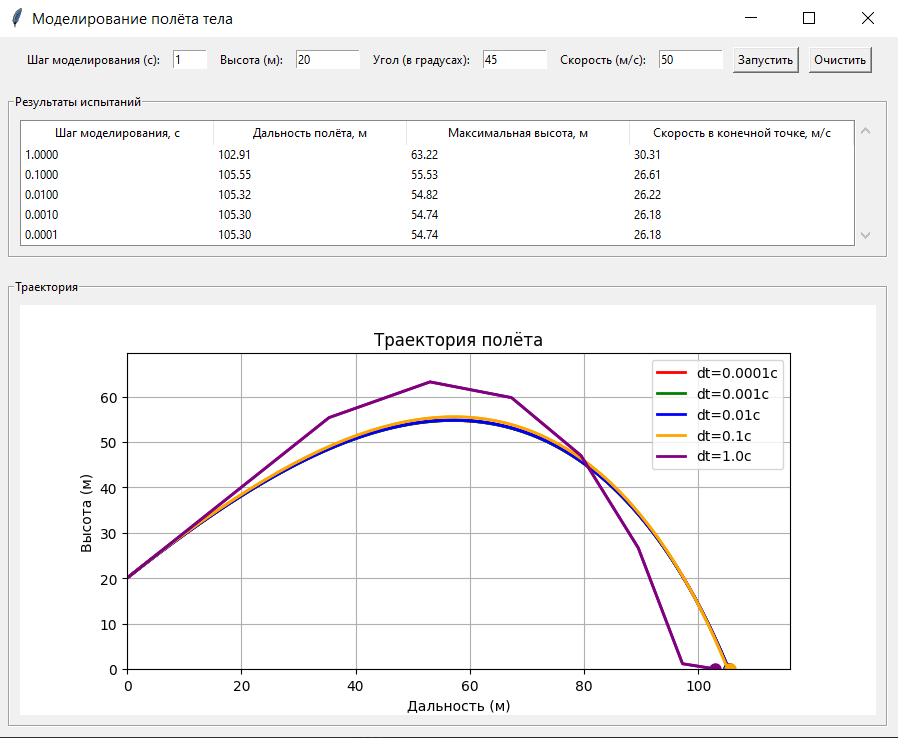 Моделирование полёта тела
Шаг моделирования (с): 1 Высота (м): 20 Угол (в градусах): 45 Скорость (м/с): 50 Запустить Очистить
Результаты испытаний
Шаг моделирования, с Дальность полёта, м Максимальная высота, м Скорость в конечной точке, м/с
1.0000 102.91 63.22 30.31
0.1000 105.55 55.53 26.61
0.0100 105.32 54.82 26.22
0.0010 105.30 54.74 26.18
0.0001 105.30 54.74 26.18
Траектория
Траектория полёта
dt=0.0001с
dt=0.001с
dt=0.01с
dt=0.1с
dt=1.0с
Высота (м)
60
50
40
30
20
10
0
0 20 40 60 80 100
Дальность (м)